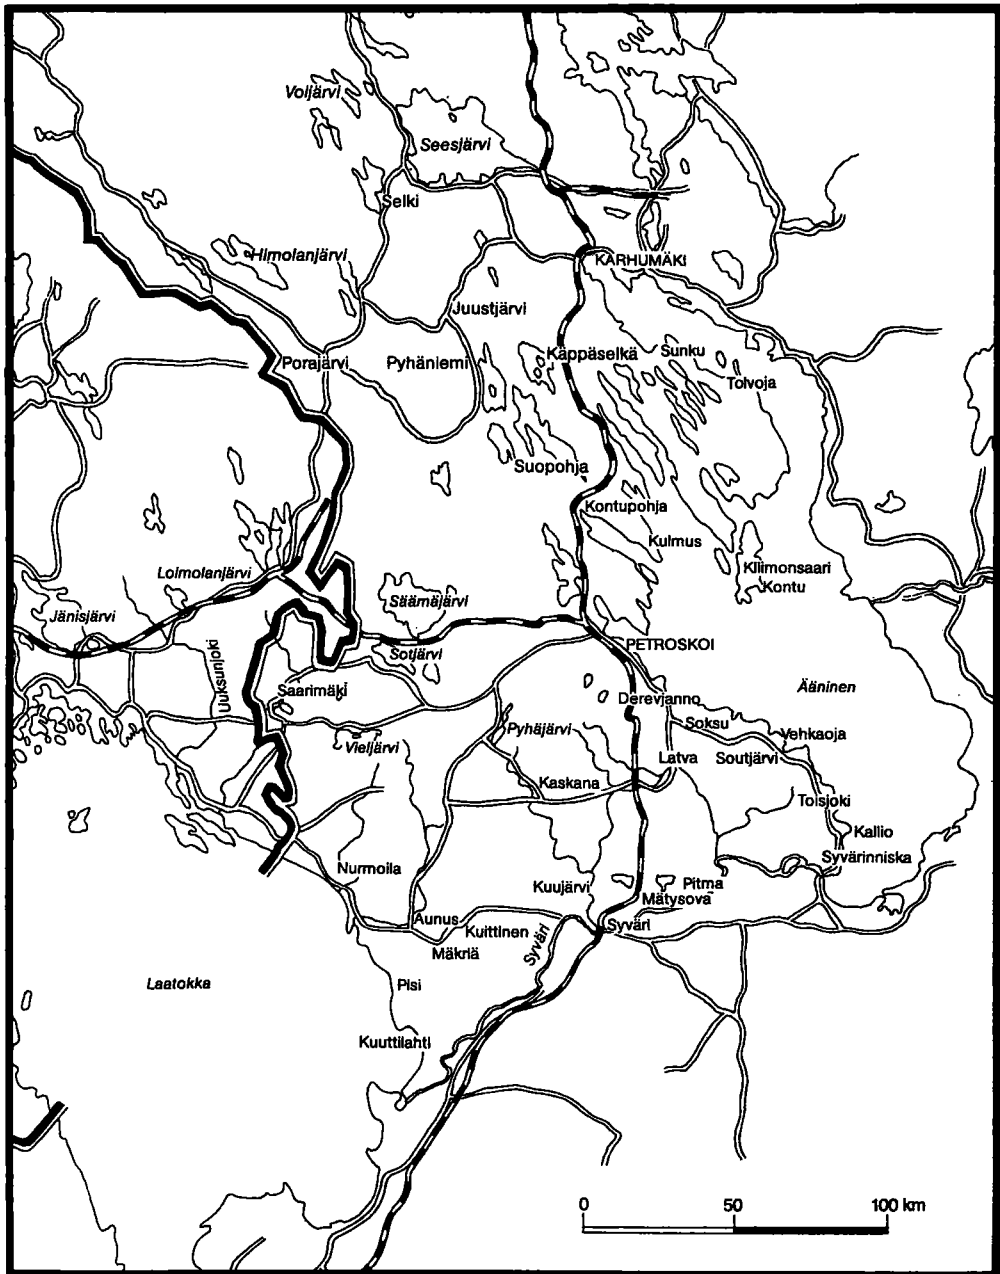 Voljärvi
Seesjärvi
Selki
Himolanjärvi
KARHUMÄKI
Juustjärvi
Porajärvi
Pyhäniemi
Käppäselkä
Sunku
Tolvoja
Suopohja
Kontupohja
Kulmus
Kliimonsaari
Kontu
Loimolanjärvi
Jänisjärvi
Säämäjärvi
Sotjärvi
PETROSKOI
Uuksunjoki
Saarimäki
Ääninen
Derevjanno
Soksu
Vehkaoja
Pyhäjärvi
Vieljärvi
Latva
Soutjärvi
Kaskana
Toisjoki
Kallio
Syvärinniska
Nurmoila
Kuujärvi
Pitma
Mätysova
Aunus
Kuittinen
Syväri
Syväri
Mäkriä
Laatokka
Pisi
Kuuttilahti
0 50 100 km